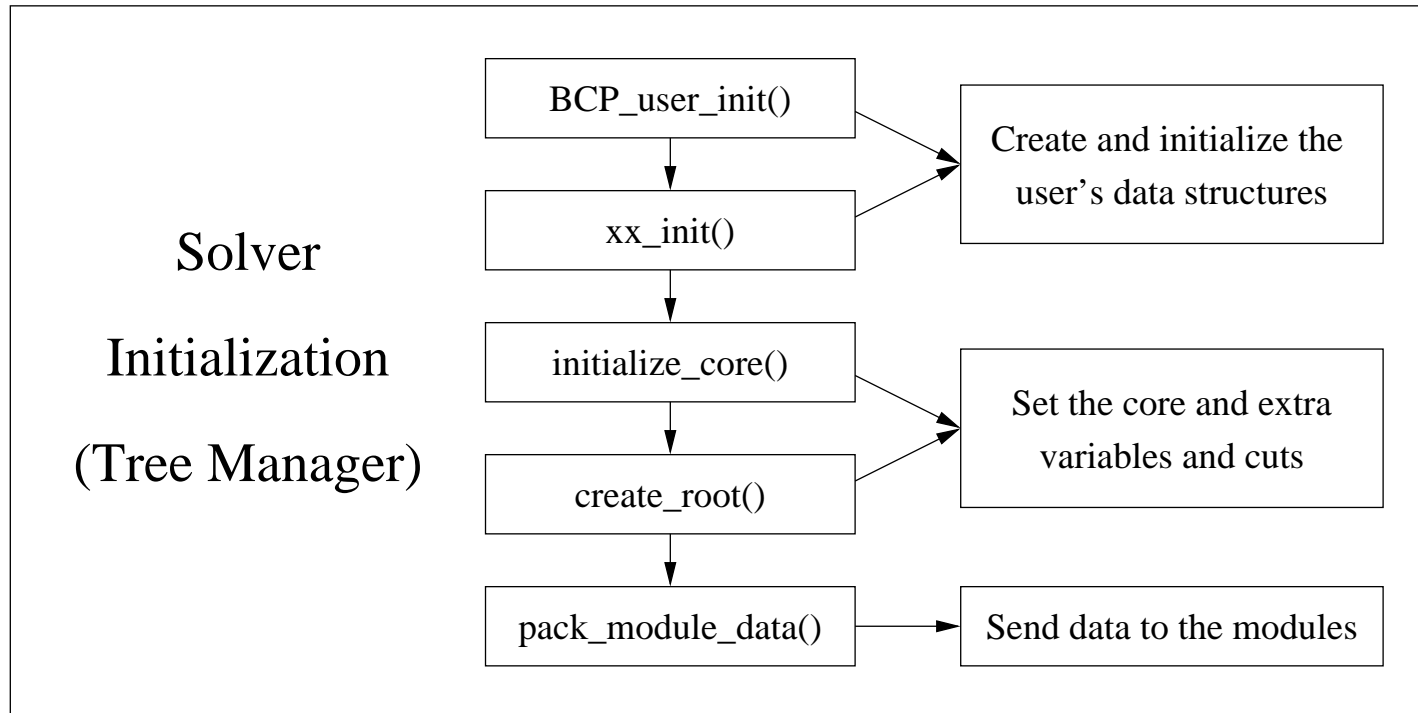 Solver
Initialization
(Tree Manager)
BCP_user_init()
xx_init()
initialize_core()
create_root()
pack_module_data()
Create and initialize the
user’s data structures
Set the core and extra
variables and cuts
Send data to the modules